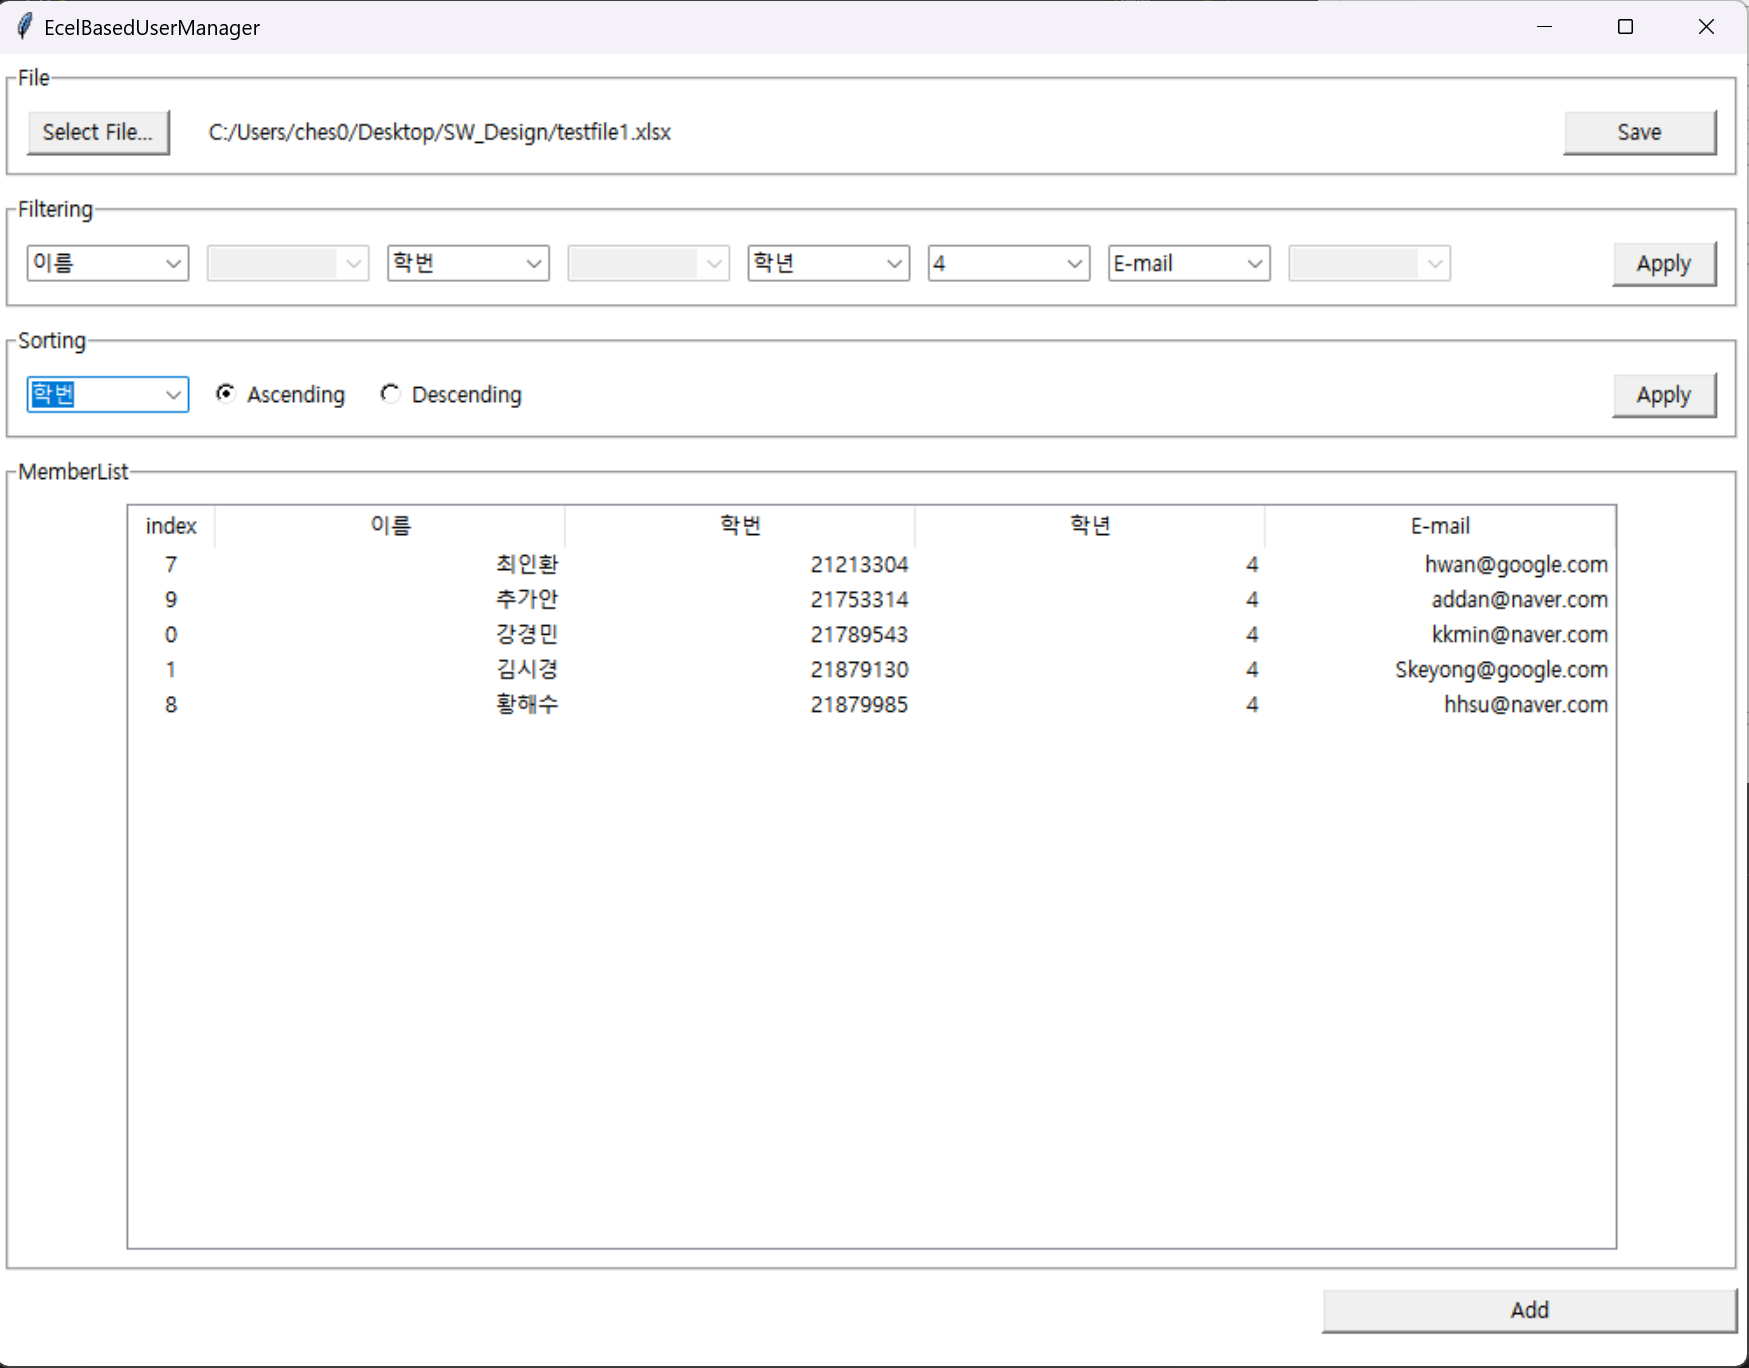 EcelBasedUserManager
File
Select File... C:/Users/ches0/Desktop/SW_Design/testfile1.xlsx Save
Filtering
이름 학번 학년 4 E-mail Apply
Sorting
학번 Ascending Descending Apply
MemberList
index 이름 학번 학년 E-mail
7 최인환 21213304 4 hwan@google.com
9 추가안 21753314 4 addan@naver.com
0 강경민 21789543 4 kkmin@naver.com
1 김시경 21879130 4 Skeyong@google.com
8 황해수 21879985 4 hhsu@naver.com
Add